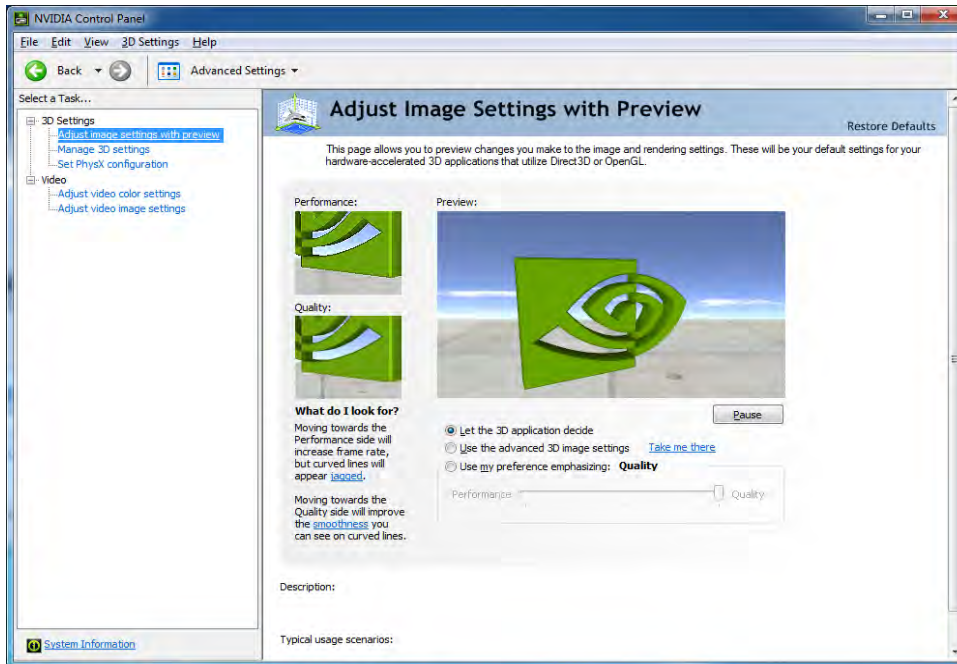 NVIDIA Control Panel
File Edit View 3D Settings Help
Back Advanced Settings
Select a Task...
3D Settings
Adjust image settings with preview
Manage 3D settings
Set PhysX configuration
Video
Adjust video color settings
Adjust video image settings
System Information
Adjust Image Settings with Preview
Restore Defaults
This page allows you to preview changes you make to the image and rendering settings. These will be your default settings for your
hardware-accelerated 3D applications that utilize Direct3D or OpenGL.
Performance:
Quality:
What do I look for?
Moving towards the
Performance side will
increase frame rate,
but curved lines will
appear jagged.
Moving towards the
Quality side will improve
the smoothness you
can see on curved lines.
Preview:
Pause
Let the 3D application decide
Use the advanced 3D image settings Take me there
Use my preference emphasizing: Quality
Performance Quality
Description:
Typical usage scenarios: